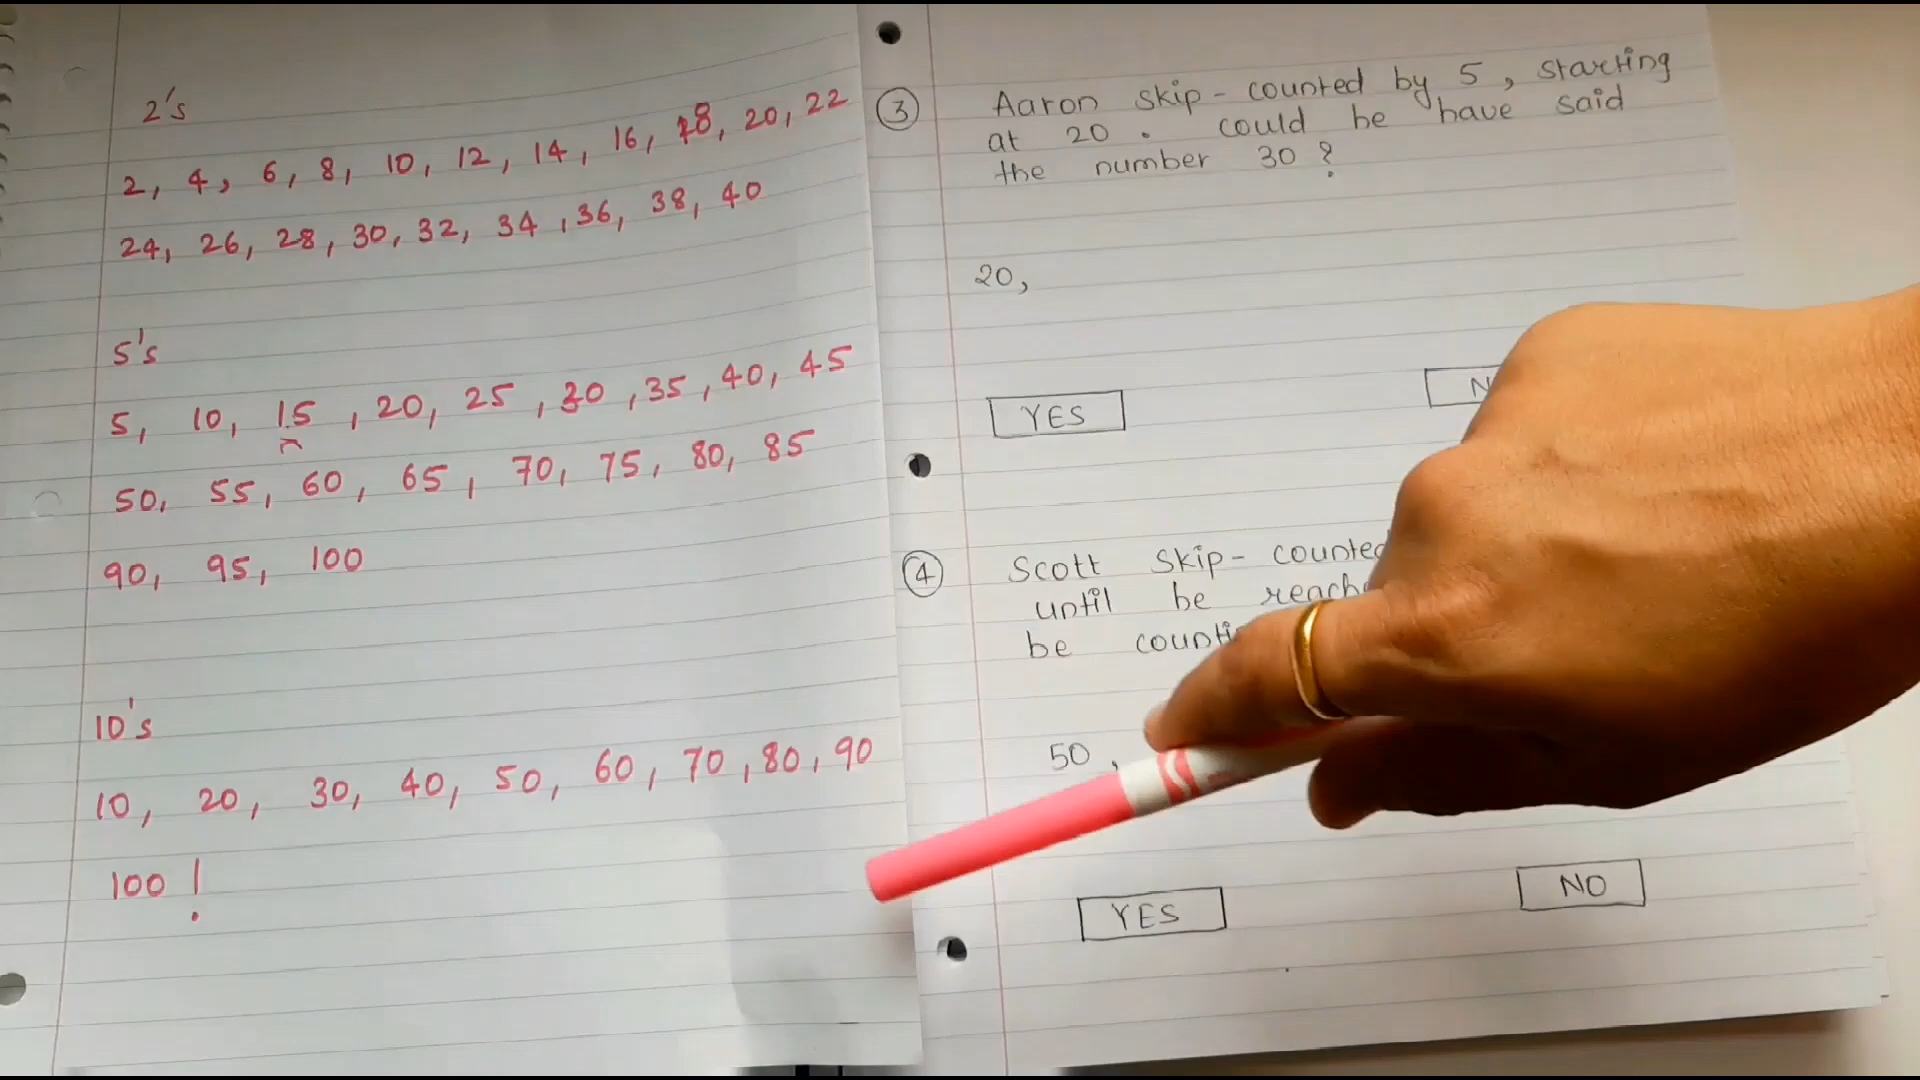 2's
2, 4, 6, 8, 10, 12, 14, 16, 18, 20, 22
24, 26, 28, 30, 32, 34, 36, 38, 40
5's
5, 10, 15, 20, 25, 30, 35, 40, 45
50, 55, 60, 65, 70, 75, 80, 85
90, 95, 100
10's
10, 20, 30, 40, 50, 60, 70, 80, 90
100 !
3 Aaron skip-counted by 5, starting
at 20. could be have said
the number 30 ?
20,
YES
4 Scott skip-counted
until be
be
50,
YES NO